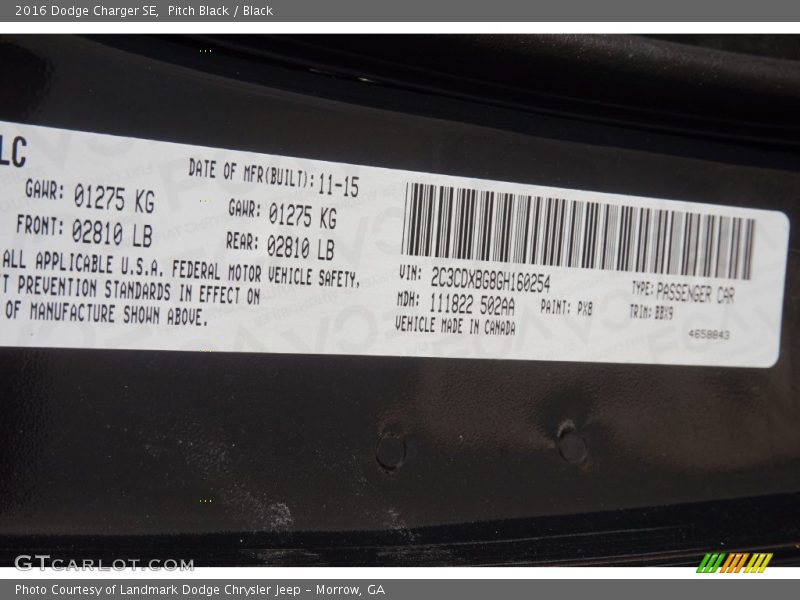 2016 Dodge Charger SE, Pitch Black / Black
LC
DATE OF MFR(BUILT): 11-15
GAWR: 01275 KG GAWR: 01275 KG
FRONT: 02810 LB REAR: 02810 LB
ALL APPLICABLE U.S.A. FEDERAL MOTOR VEHICLE SAFETY,
T PREVENTION STANDARDS IN EFFECT ON
OF MANUFACTURE SHOWN ABOVE.
VIN: 2C3CDXBG8GH160254 TYPE: PASSENGER CAR
MDH: 111822 502AA PAINT: PX8 TRIM: BBX9
VEHICLE MADE IN CANADA 4658843
GTCARLOT.COM
Photo Courtesy of Landmark Dodge Chrysler Jeep – Morrow, GA